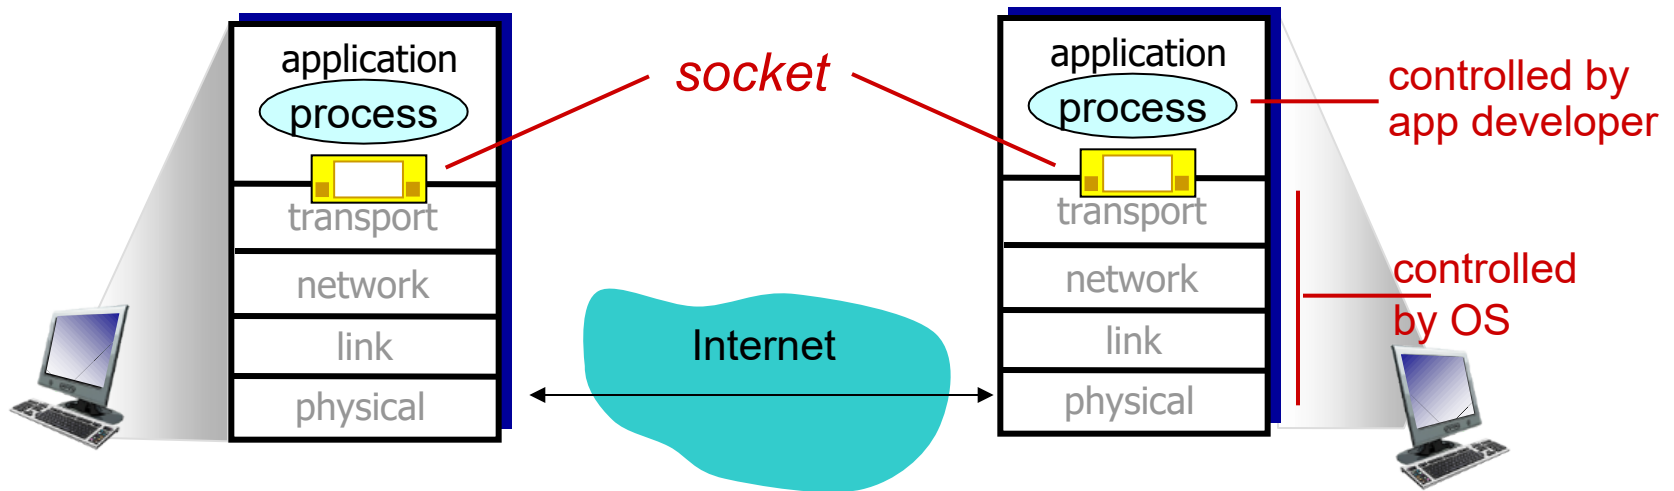 application
process
transport
network
link
physical
socket
Internet
application
process
transport
network
link
physical
controlled by
app developer
controlled
by OS